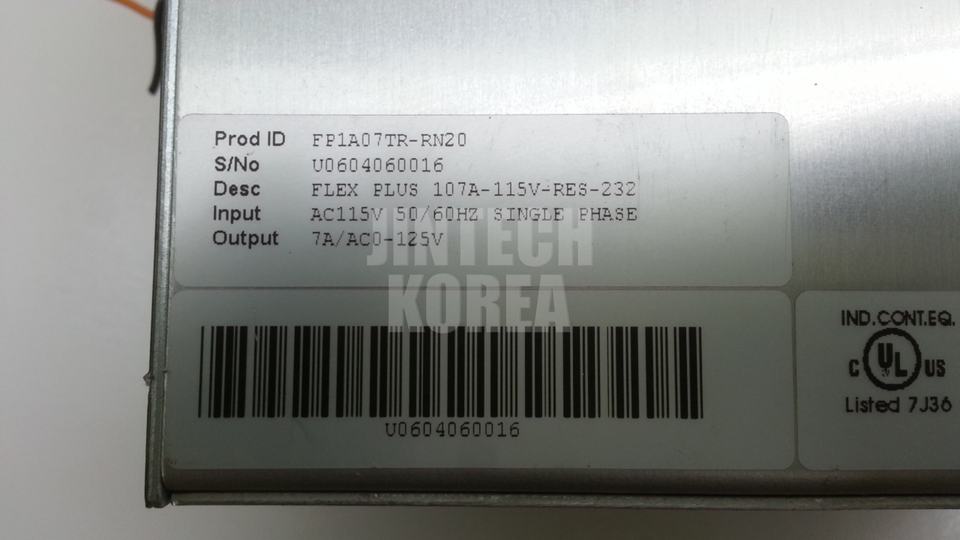 Prod ID FP1A07TR-RN20
S/No U0604060016
Desc FLEX PLUS 107A-115V-RES-232
Input AC115V 50/60HZ SINGLE PHASE
Output 7A/AC0-125V
JINTECH
KOREA
U0604060016
IND.CONT.EQ.
C UL US
Listed 7J36